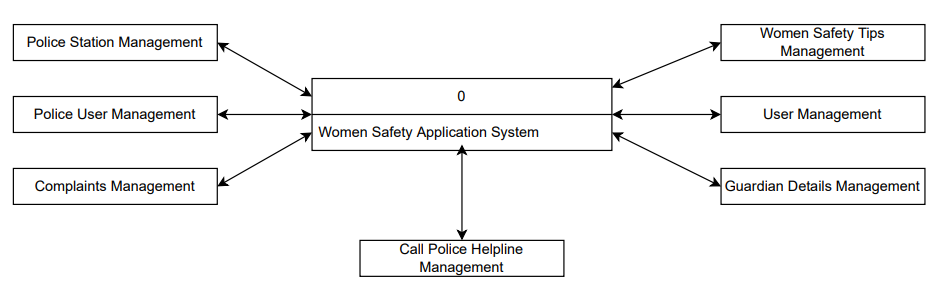 Police Station Management
Women Safety Tips
Management
0
Police User Management
User Management
Women Safety Application System
Complaints Management
Guardian Details Management
Call Police Helpline
Management